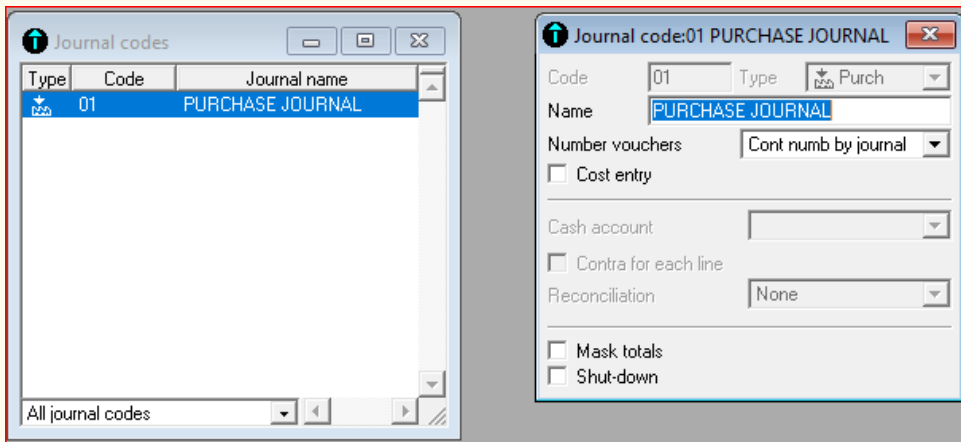 Journal codes
Type Code Journal name
01 PURCHASE JOURNAL
All journal codes
Journal code:01 PURCHASE JOURNAL
Code 01 Type Purch
Name PURCHASE JOURNAL
Number vouchers Cont numb by journal
Cost entry
Cash account
Contra for each line
Reconciliation None
Mask totals
Shut-down